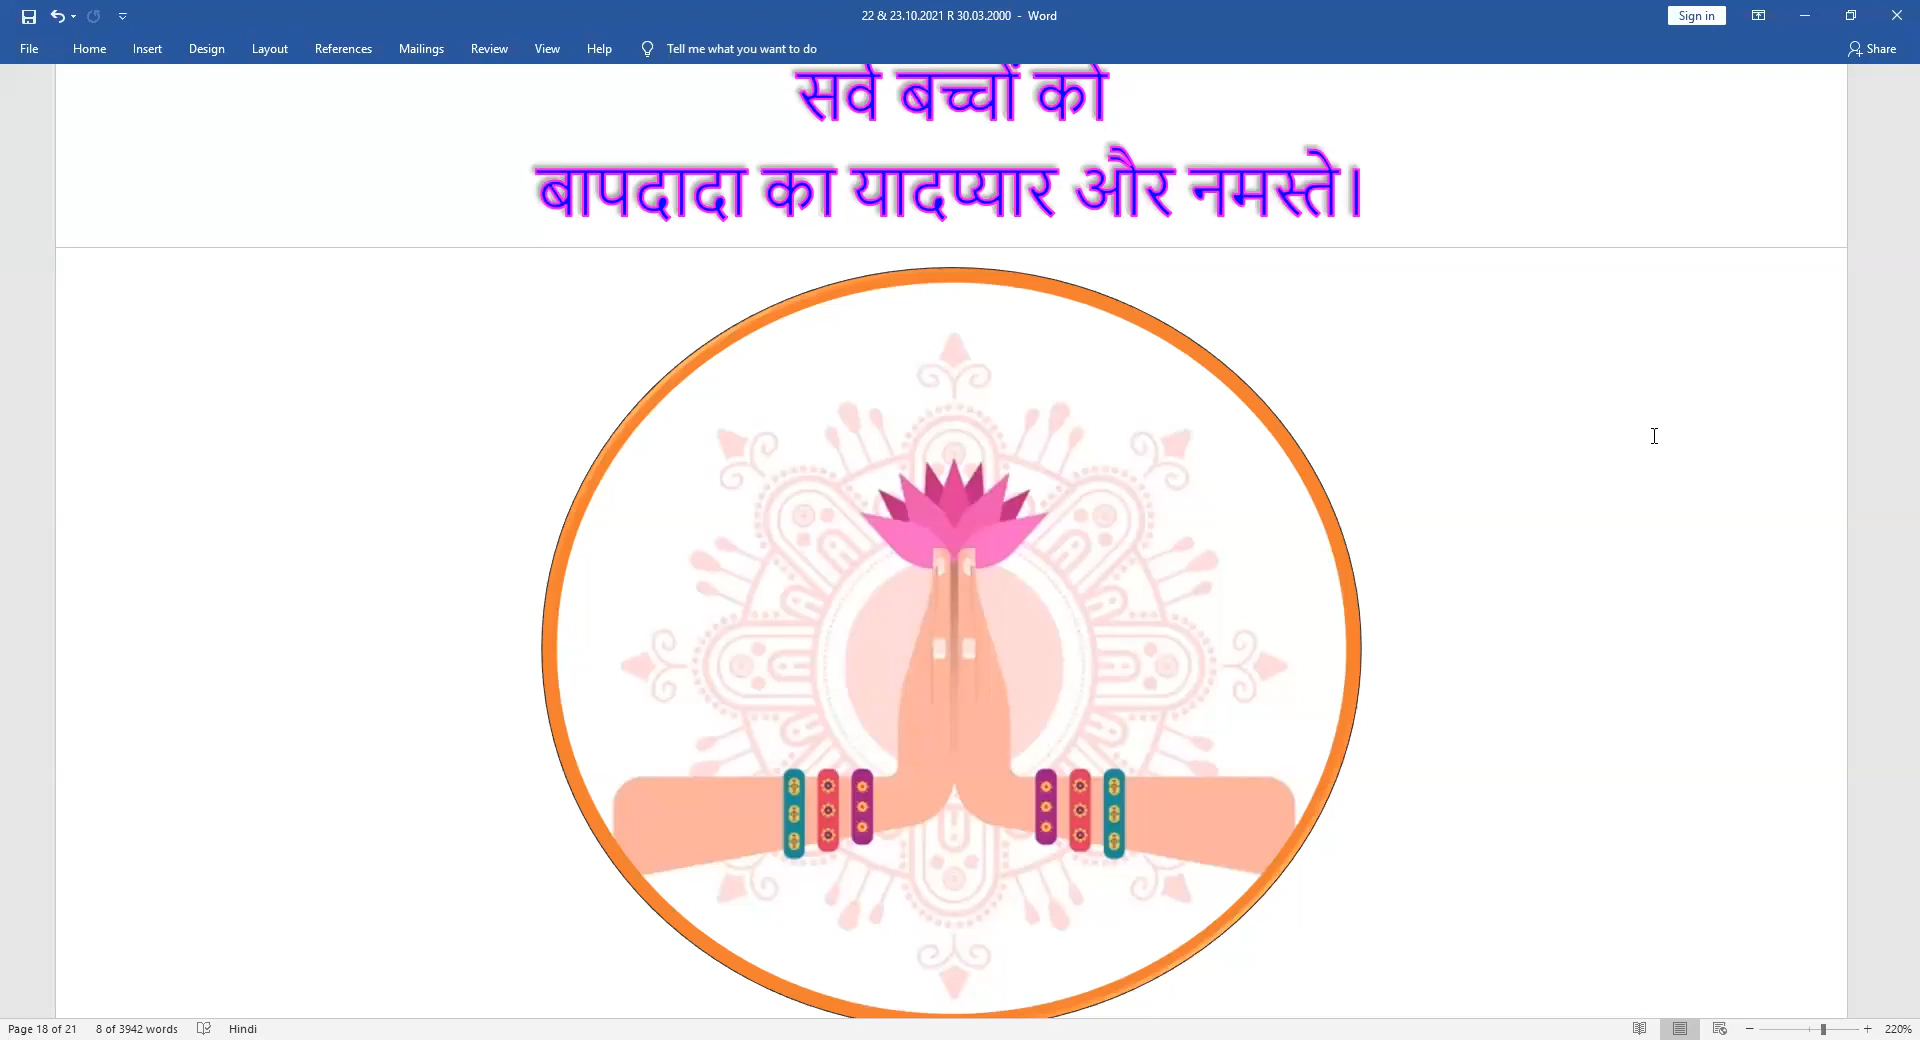 22 & 23.10.2021 R 30.03.2000 - Word
Sign in
File Home Insert Design Layout References Mailings Review View Help Tell me what you want to do
Share
सर्व बच्चों को
बापदादा का यादप्यार और नमस्ते।
Page 18 of 21 8 of 3942 words Hindi
220%